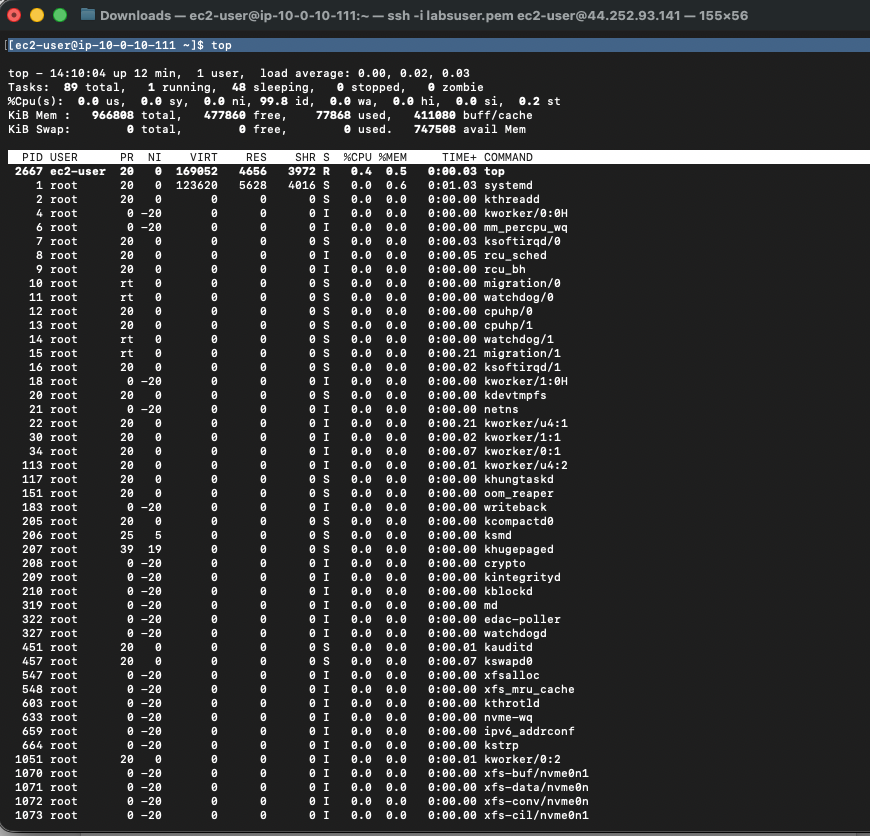 Downloads — ec2-user@ip-10-0-10-111:~ — ssh -i labsuser.pem ec2-user@44.252.93.141 — 155×56
[[ec2-user@ip-10-0-10-111 ~]$ top
top - 14:10:04 up 12 min,  1 user,  load average: 0.00, 0.02, 0.03
Tasks:  89 total,   1 running,  48 sleeping,   0 stopped,   0 zombie
%Cpu(s):  0.0 us,  0.0 sy,  0.0 ni, 99.8 id,  0.0 wa,  0.0 hi,  0.0 si,  0.2 st
KiB Mem :   966808 total,   477860 free,    77868 used,   411080 buff/cache
KiB Swap:        0 total,        0 free,        0 used.   747508 avail Mem
PID USER      PR  NI    VIRT    RES    SHR S  %CPU %MEM     TIME+ COMMAND
2667 ec2-user  20   0  169052   4656   3972 R   0.4  0.5   0:00.03 top
1 root      20   0  123620   5628   4016 S   0.0  0.6   0:01.03 systemd
2 root      20   0       0      0      0 S   0.0  0.0   0:00.00 kthreadd
4 root       0 -20       0      0      0 I   0.0  0.0   0:00.00 kworker/0:0H
6 root       0 -20       0      0      0 I   0.0  0.0   0:00.00 mm_percpu_wq
7 root      20   0       0      0      0 S   0.0  0.0   0:00.03 ksoftirqd/0
8 root      20   0       0      0      0 I   0.0  0.0   0:00.05 rcu_sched
9 root      20   0       0      0      0 I   0.0  0.0   0:00.00 rcu_bh
10 root      rt   0       0      0      0 S   0.0  0.0   0:00.00 migration/0
11 root      rt   0       0      0      0 S   0.0  0.0   0:00.00 watchdog/0
12 root      20   0       0      0      0 S   0.0  0.0   0:00.00 cpuhp/0
13 root      20   0       0      0      0 S   0.0  0.0   0:00.00 cpuhp/1
14 root      rt   0       0      0      0 S   0.0  0.0   0:00.00 watchdog/1
15 root      rt   0       0      0      0 S   0.0  0.0   0:00.21 migration/1
16 root      20   0       0      0      0 S   0.0  0.0   0:00.02 ksoftirqd/1
18 root       0 -20       0      0      0 I   0.0  0.0   0:00.00 kworker/1:0H
20 root      20   0       0      0      0 S   0.0  0.0   0:00.00 kdevtmpfs
21 root       0 -20       0      0      0 I   0.0  0.0   0:00.00 netns
22 root      20   0       0      0      0 I   0.0  0.0   0:00.21 kworker/u4:1
30 root      20   0       0      0      0 I   0.0  0.0   0:00.02 kworker/1:1
34 root      20   0       0      0      0 I   0.0  0.0   0:00.07 kworker/0:1
113 root      20   0       0      0      0 I   0.0  0.0   0:00.01 kworker/u4:2
117 root      20   0       0      0      0 S   0.0  0.0   0:00.00 khungtaskd
151 root      20   0       0      0      0 S   0.0  0.0   0:00.00 oom_reaper
183 root       0 -20       0      0      0 I   0.0  0.0   0:00.00 writeback
205 root      20   0       0      0      0 S   0.0  0.0   0:00.00 kcompactd0
206 root      25   5       0      0      0 S   0.0  0.0   0:00.00 ksmd
207 root      39  19       0      0      0 S   0.0  0.0   0:00.00 khugepaged
208 root       0 -20       0      0      0 I   0.0  0.0   0:00.00 crypto
209 root       0 -20       0      0      0 I   0.0  0.0   0:00.00 kintegrityd
210 root       0 -20       0      0      0 I   0.0  0.0   0:00.00 kblockd
319 root       0 -20       0      0      0 I   0.0  0.0   0:00.00 md
322 root       0 -20       0      0      0 I   0.0  0.0   0:00.00 edac-poller
327 root       0 -20       0      0      0 I   0.0  0.0   0:00.00 watchdogd
451 root      20   0       0      0      0 S   0.0  0.0   0:00.01 kauditd
457 root      20   0       0      0      0 S   0.0  0.0   0:00.07 kswapd0
547 root       0 -20       0      0      0 I   0.0  0.0   0:00.00 xfsalloc
548 root       0 -20       0      0      0 I   0.0  0.0   0:00.00 xfs_mru_cache
603 root       0 -20       0      0      0 I   0.0  0.0   0:00.00 kthrotld
633 root       0 -20       0      0      0 I   0.0  0.0   0:00.00 nvme-wq
659 root       0 -20       0      0      0 I   0.0  0.0   0:00.00 ipv6_addrconf
664 root       0 -20       0      0      0 I   0.0  0.0   0:00.00 kstrp
1051 root      20   0       0      0      0 I   0.0  0.0   0:00.01 kworker/0:2
1070 root       0 -20       0      0      0 I   0.0  0.0   0:00.00 xfs-buf/nvme0n1
1071 root       0 -20       0      0      0 I   0.0  0.0   0:00.00 xfs-data/nvme0n
1072 root       0 -20       0      0      0 I   0.0  0.0   0:00.00 xfs-conv/nvme0n
1073 root       0 -20       0      0      0 I   0.0  0.0   0:00.00 xfs-cil/nvme0n1